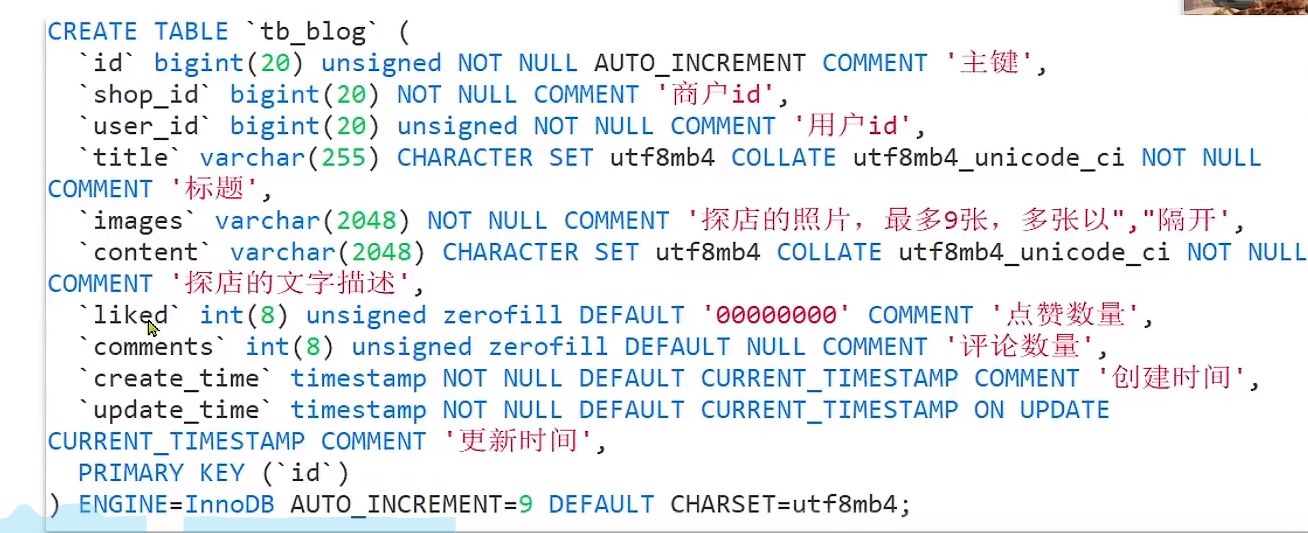 CREATE TABLE `tb_blog` (
  `id` bigint(20) unsigned NOT NULL AUTO_INCREMENT COMMENT '主键',
  `shop_id` bigint(20) NOT NULL COMMENT '商户id',
  `user_id` bigint(20) unsigned NOT NULL COMMENT '用户id',
  `title` varchar(255) CHARACTER SET utf8mb4 COLLATE utf8mb4_unicode_ci NOT NULL
COMMENT '标题',
  `images` varchar(2048) NOT NULL COMMENT '探店的照片，最多9张，多张以","隔开',
  `content` varchar(2048) CHARACTER SET utf8mb4 COLLATE utf8mb4_unicode_ci NOT NULL
COMMENT '探店的文字描述',
  `liked` int(8) unsigned zerofill DEFAULT '00000000' COMMENT '点赞数量',
  `comments` int(8) unsigned zerofill DEFAULT NULL COMMENT '评论数量',
  `create_time` timestamp NOT NULL DEFAULT CURRENT_TIMESTAMP COMMENT '创建时间',
  `update_time` timestamp NOT NULL DEFAULT CURRENT_TIMESTAMP ON UPDATE
CURRENT_TIMESTAMP COMMENT '更新时间',
  PRIMARY KEY (`id`)
) ENGINE=InnoDB AUTO_INCREMENT=9 DEFAULT CHARSET=utf8mb4;